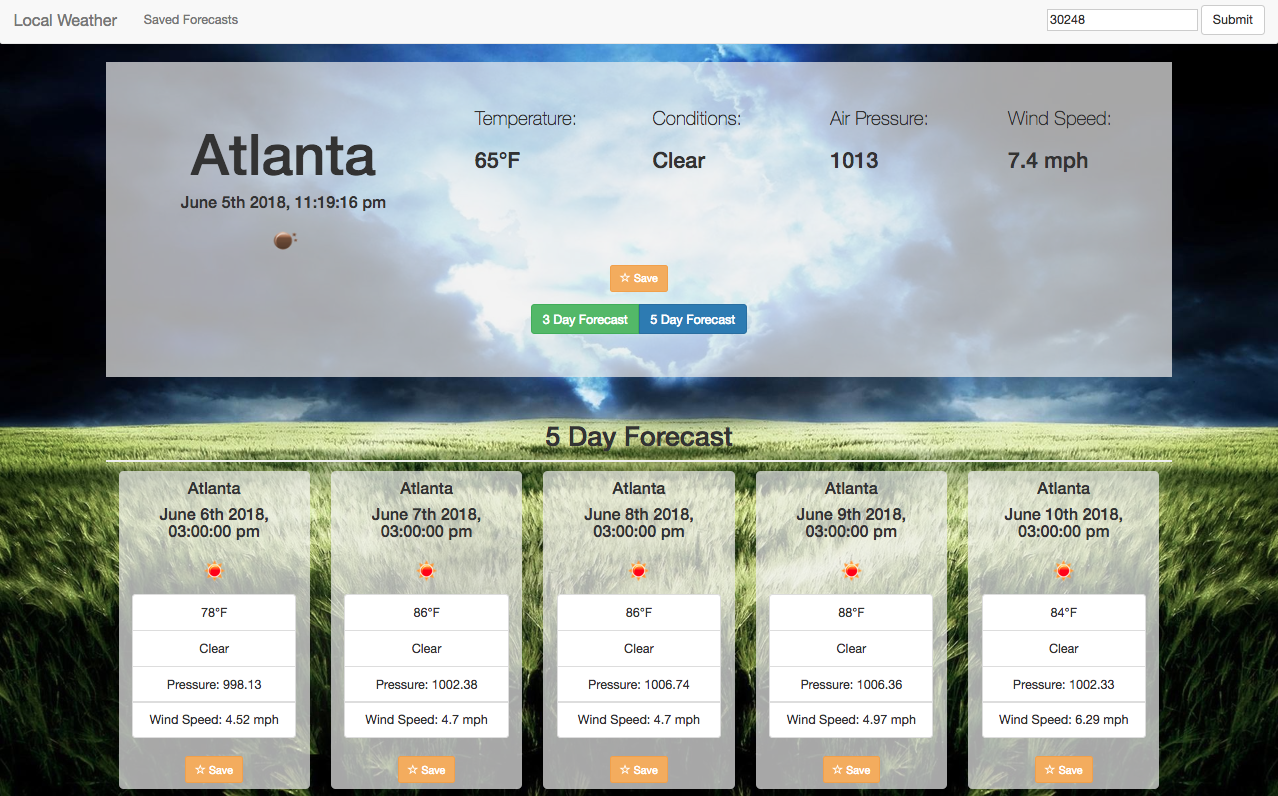 Local Weather
Saved Forecasts
30248
Submit
Atlanta
June 5th 2018, 11:19:16 pm
Temperature:
65°F
Conditions:
Clear
Air Pressure:
1013
Wind Speed:
7.4 mph
☆ Save
3 Day Forecast
5 Day Forecast
5 Day Forecast
Atlanta
June 6th 2018,
03:00:00 pm
78°F
Clear
Pressure: 998.13
Wind Speed: 4.52 mph
☆ Save
Atlanta
June 7th 2018,
03:00:00 pm
86°F
Clear
Pressure: 1002.38
Wind Speed: 4.7 mph
☆ Save
Atlanta
June 8th 2018,
03:00:00 pm
86°F
Clear
Pressure: 1006.74
Wind Speed: 4.7 mph
☆ Save
Atlanta
June 9th 2018,
03:00:00 pm
88°F
Clear
Pressure: 1006.36
Wind Speed: 4.97 mph
☆ Save
Atlanta
June 10th 2018,
03:00:00 pm
84°F
Clear
Pressure: 1002.33
Wind Speed: 6.29 mph
☆ Save